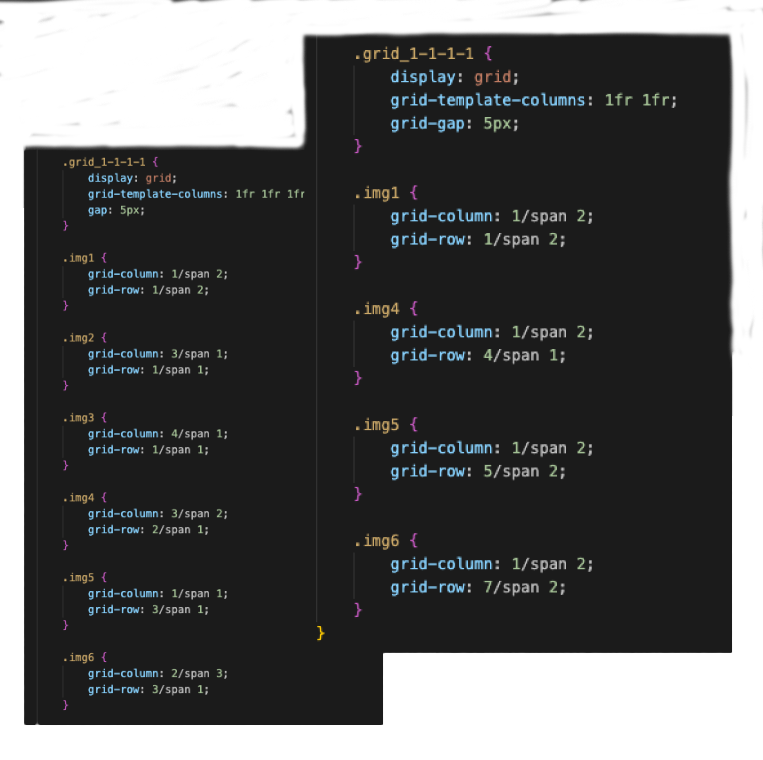 .grid_1-1-1-1 {
display: grid;
grid-template-columns: 1fr 1fr 1fr
gap: 5px;
}
.img1 {
grid-column: 1/span 2;
grid-row: 1/span 2;
}
.img2 {
grid-column: 3/span 1;
grid-row: 1/span 1;
}
.img3 {
grid-column: 4/span 1;
grid-row: 1/span 1;
}
.img4 {
grid-column: 3/span 2;
grid-row: 2/span 1;
}
.img5 {
grid-column: 1/span 1;
grid-row: 3/span 1;
}
.img6 {
grid-column: 2/span 3;
grid-row: 3/span 1;
}
.grid_1-1-1-1 {
display: grid;
grid-template-columns: 1fr 1fr;
grid-gap: 5px;
}
.img1 {
grid-column: 1/span 2;
grid-row: 1/span 2;
}
.img4 {
grid-column: 1/span 2;
grid-row: 4/span 1;
}
.img5 {
grid-column: 1/span 2;
grid-row: 5/span 2;
}
.img6 {
grid-column: 1/span 2;
grid-row: 7/span 2;
}
}